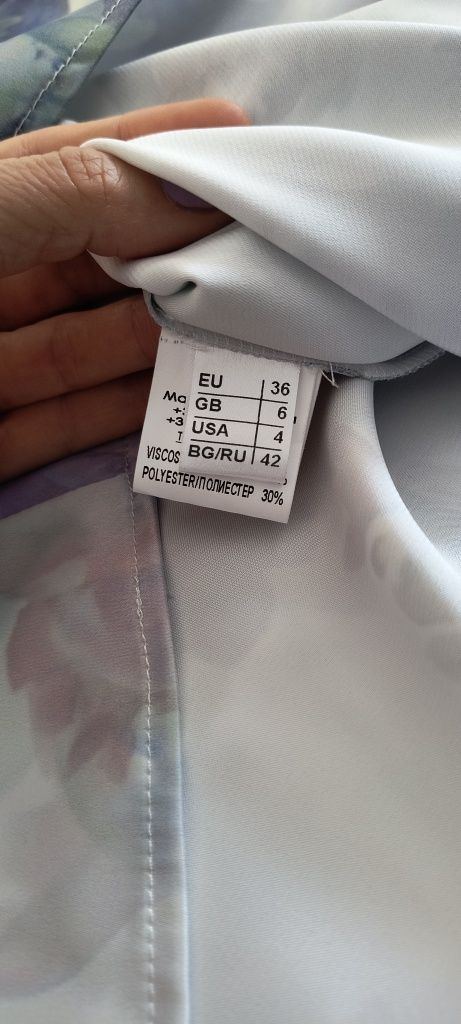 EU 36
GB 6
USA 4
BG/RU 42
VISCOS
POLYESTER/ПОЛИЕСТЕР 30%